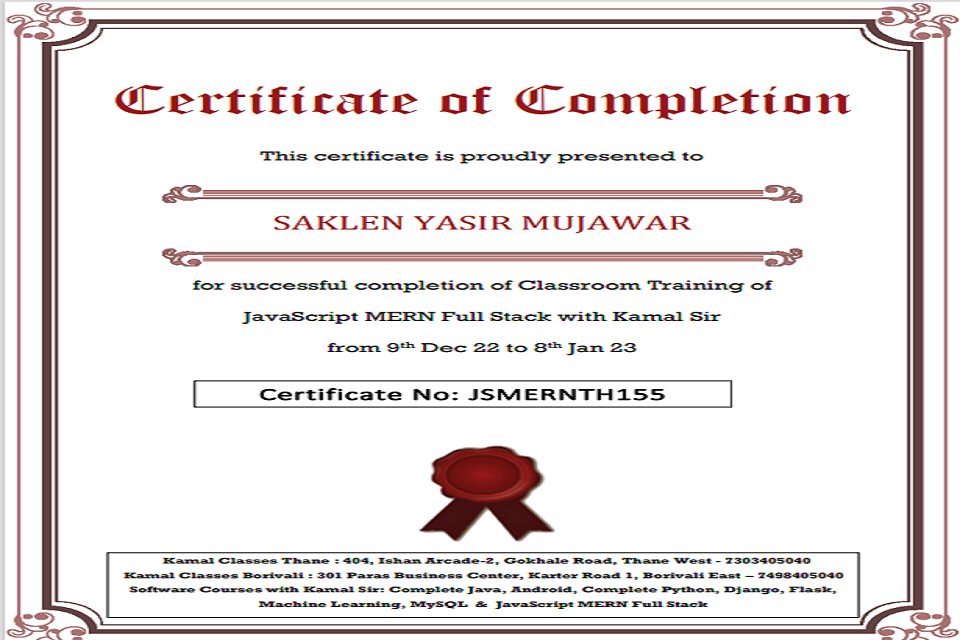 Certificate of Completion
This certificate is proudly presented to
SAKLEN YASIR MUJAWAR
for successful completion of Classroom Training of
JavaScript MERN Full Stack with Kamal Sir
from 9th Dec 22 to 8th Jan 23
Certificate No: JSMERNTH155
Kamal Classes Thane : 404, Ishan Arcade-2, Gokhale Road, Thane West - 7303405040
Kamal Classes Borivali : 301 Paras Business Center, Karter Road 1, Borivali East – 7498405040
Software Courses with Kamal Sir: Complete Java, Android, Complete Python, Django, Flask,
Machine Learning, MySQL & JavaScript MERN Full Stack